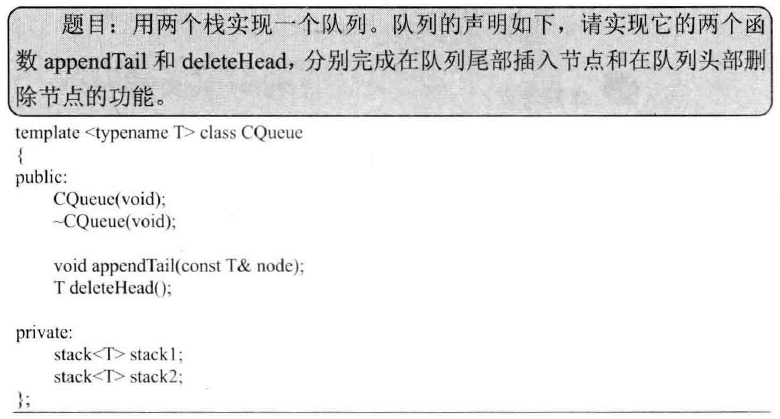 题目：用两个栈实现一个队列。队列的声明如下，请实现它的两个函
数 appendTail 和 deleteHead，分别完成在队列尾部插入节点和在队列头部删
除节点的功能。
template <typename T> class CQueue
{
public:
CQueue(void);
~CQueue(void);
void appendTail(const T& node);
T deleteHead();
private:
stack<T> stack1;
stack<T> stack2;
};